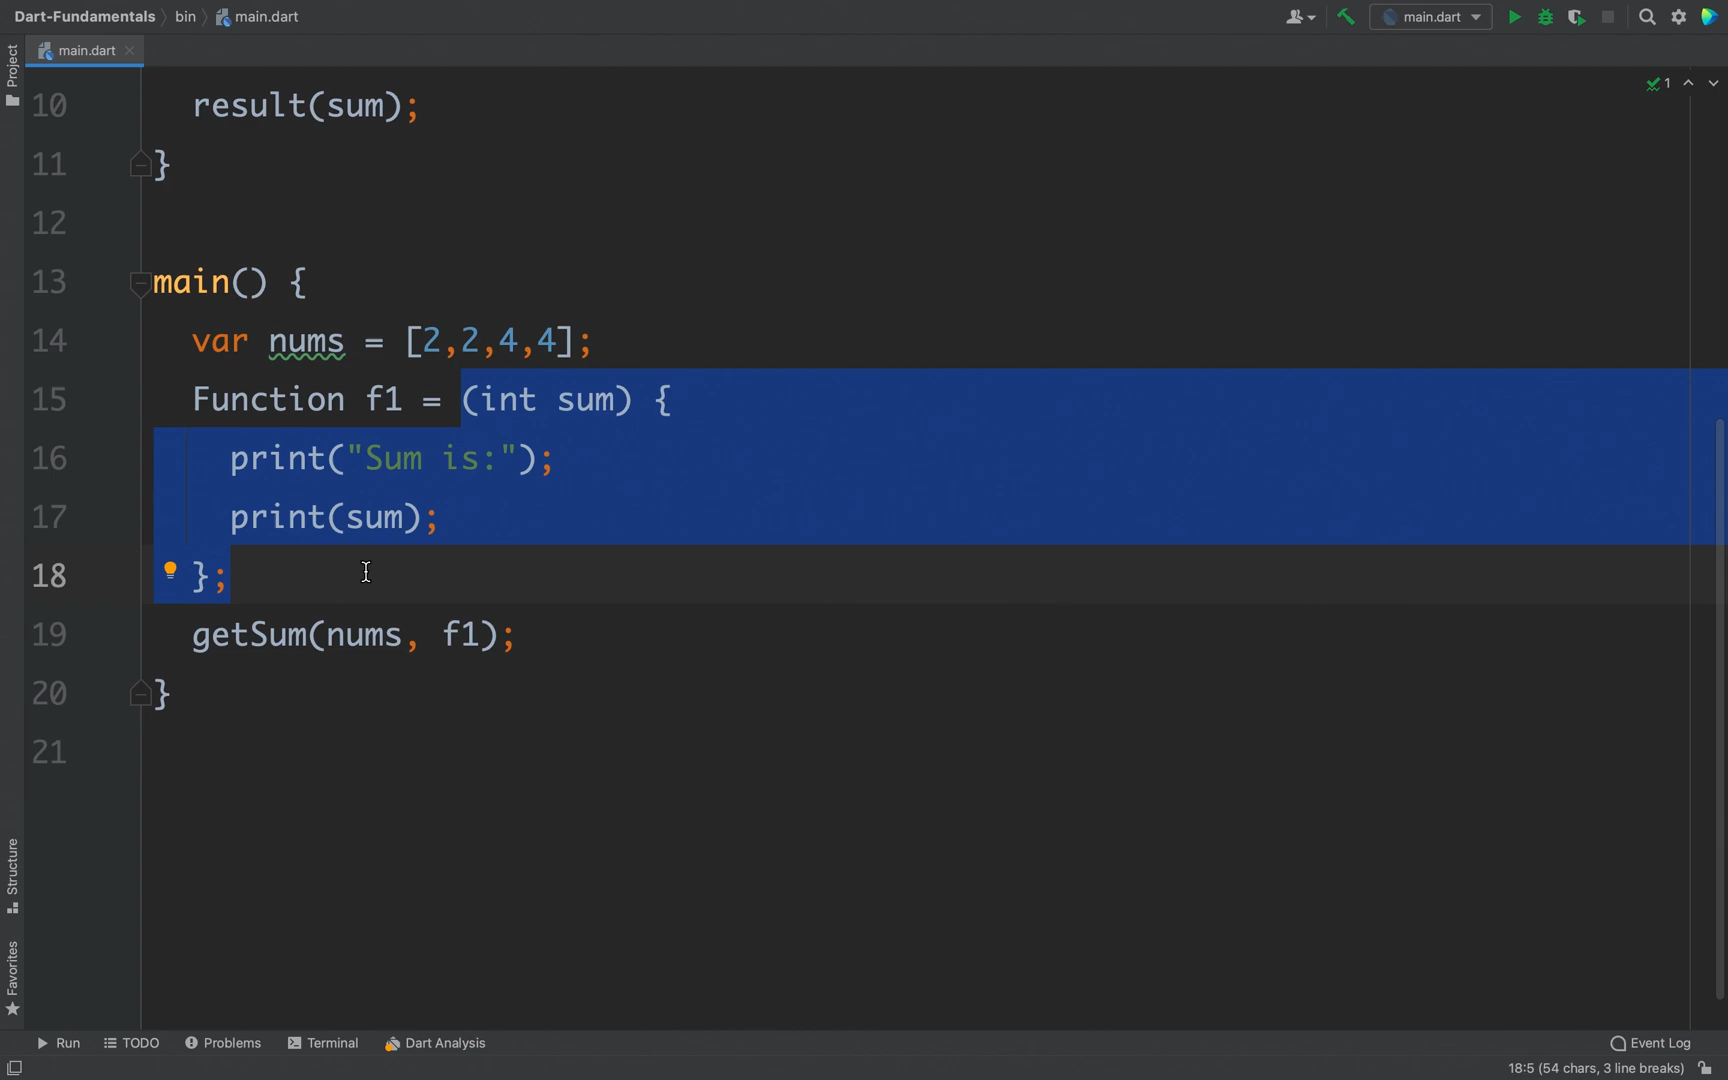 Dart-Fundamentals bin main.dart
main.dart
main.dart
Project
1
10 result(sum);
11 }
12
13 main() {
14 var nums = [2,2,4,4];
15 Function f1 = (int sum) {
16 print("Sum is:");
17 print(sum);
18 };
19 getSum(nums, f1);
20 }
21
Structure
Favorites
Run TODO Problems Terminal Dart Analysis Event Log
18:5 (54 chars, 3 line breaks)